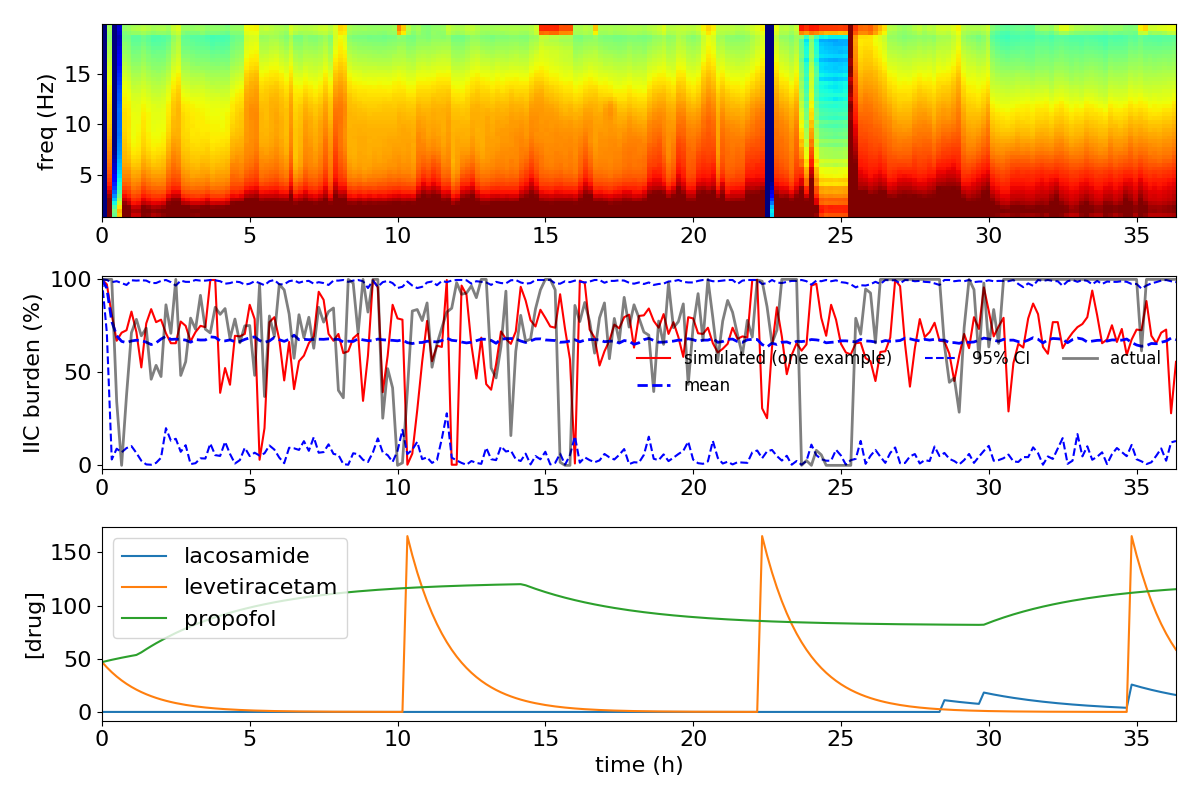 freq (Hz)
15
10
5
0 5 10 15 20 25 30 35
IIC burden (%)
100
50
0
simulated (one example) 95% CI actual
mean
0 5 10 15 20 25 30 35
[drug]
150
100
50
0
lacosamide
levetiracetam
propofol
0 5 10 15 20 25 30 35
time (h)